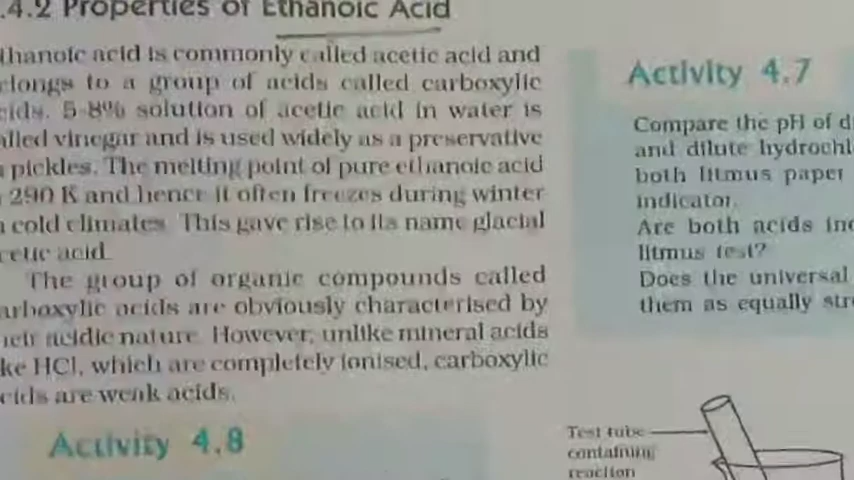 .4.2 Properties of Ethanoic Acid
thanoic acid is commonly called acetic acid and
elongs to a group of acids called carboxylic
cids. 5-8% solution of acetic acid in water is
alled vinegar and is used widely as a preservative
pickles. The melting point of pure ethanoic acid
290 K and hence it often freezes during winter
cold climates. This gave rise to its name glacial
cetic acid.
The group of organic compounds called
arboxylic acids are obviously characterised by
heir acidic nature. However, unlike mineral acids
ke HCl, which are completely ionised, carboxylic
cids are weak acids.
Activity 4.8
Activity 4.7
Compare the pH of d
and dilute hydrochl
both litmus paper
indicator.
Are both acids ind
litmus test?
Does the universal
them as equally stro
Test tube
containing
reaction